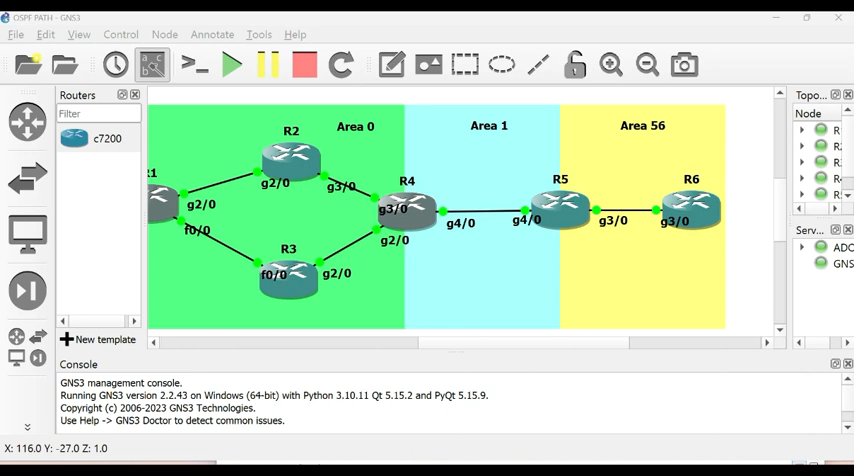 OSPF PATH - GNS3
File Edit View Control Node Annotate Tools Help
Routers
Filter
c7200
New template
Area 0
Area 1
Area 56
R2
g2/0
g3/0
R1
g2/0
f0/0
R3
f0/0
g2/0
R4
g3/0
g2/0
g4/0
R5
g4/0
g3/0
R6
g3/0
Topo...
Node
R
R
R
R
R
Serv...
ADO
GNS
Console
GNS3 management console.
Running GNS3 version 2.2.43 on Windows (64-bit) with Python 3.10.11 Qt 5.15.2 and PyQt 5.15.9.
Copyright (c) 2006-2023 GNS3 Technologies.
Use Help -> GNS3 Doctor to detect common issues.
X: 116.0 Y: -27.0 Z: 1.0